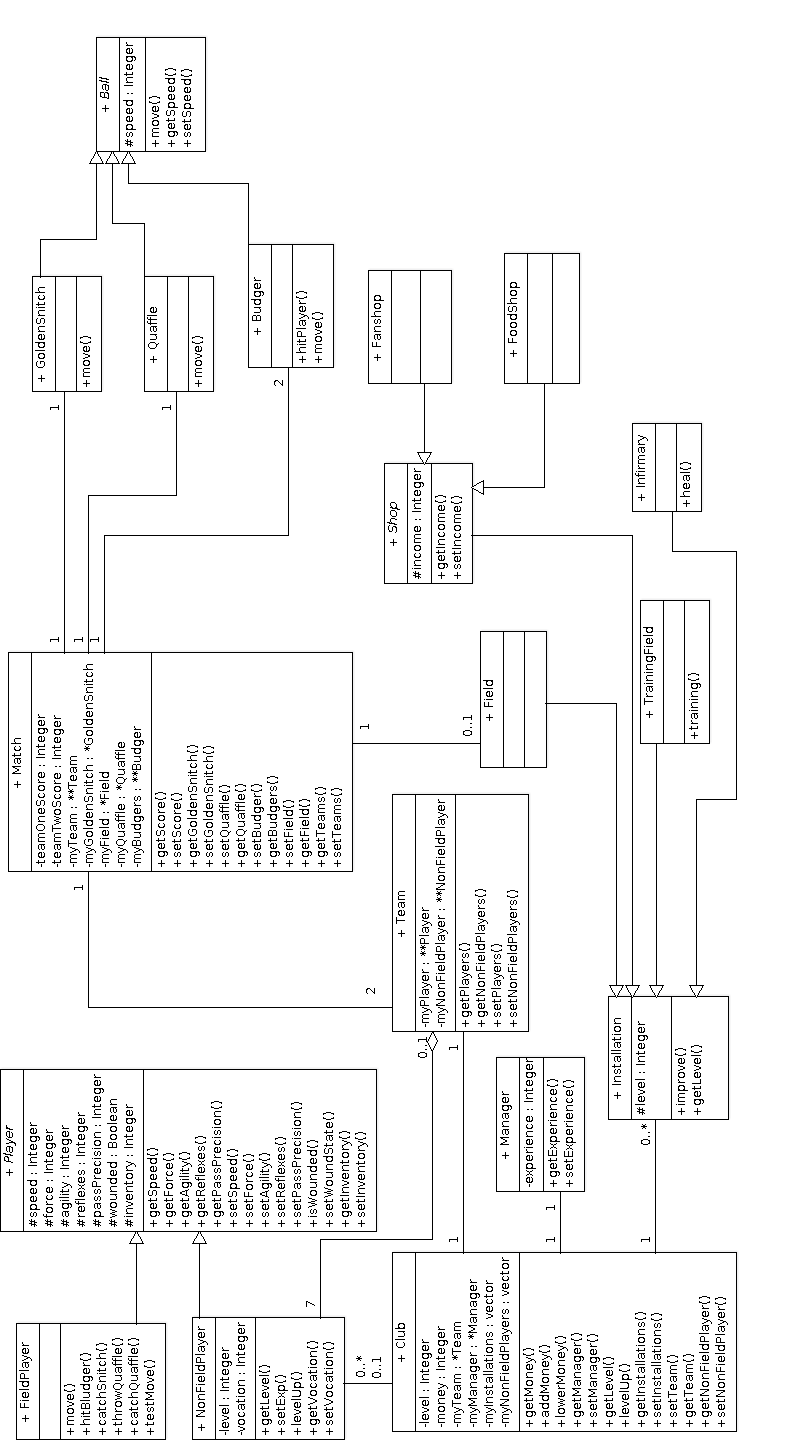 + FieldPlayer
+move()
+hitBludger()
+catchSnitch()
+throwQuaffle()
+catchQuaffle()
+testMove()
+ Player
#speed : Integer
#force : Integer
#agility : Integer
#reflexes : Integer
#passPrecision : Integer
#wounded : Boolean
#inventory : Integer
+getSpeed()
+getForce()
+getAgility()
+getReflexes()
+getPassPrecision()
+setSpeed()
+setForce()
+setAgility()
+setReflexes()
+setPassPrecision()
+isWounded()
+setWoundState()
+getInventory()
+setInventory()
+ Match
-teamOneScore : Integer
-teamTwoScore : Integer
-myTeam : **Team
-myGoldenSnitch : *GoldenSnitch
-myField : *Field
-myQuaffle : *Quaffle
-myBudgers : **Budger
+getScore()
+setScore()
+getGoldenSnitch()
+setGoldenSnitch()
+setQuaffle()
+getQuaffle()
+setBudger()
+getBudgers()
+setField()
+getField()
+getTeams()
+setTeams()
1
1
1
1
1
2
+ GoldenSnitch
+move()
+ Quaffle
+move()
+ Budger
+hitPlayer()
+move()
+ Ball
#speed : Integer
+move()
+getSpeed()
+setSpeed()
1
2
1
0..1
+ NonFieldPlayer
-level : Integer
-vocation : Integer
+getLevel()
+setExp()
+levelUp()
+getVocation()
+setVocation()
7
0..1
0..*
0..1
+ Team
-myPlayer : **Player
-myNonFieldPlayer : **NonFieldPlayer
+getPlayers()
+getNonFieldPlayers()
+setPlayers()
+setNonFieldPlayers()
+ Field
+ Shop
#income : Integer
+getIncome()
+setIncome()
+ Fanshop
+ FoodShop
+ Club
-level : Integer
-money : Integer
-myTeam : *Team
-myManager : *Manager
-myInstallations : vector
-myNonFieldPlayers : vector
+getMoney()
+addMoney()
+lowerMoney()
+getManager()
+setManager()
+getLevel()
+levelUp()
+getInstallations()
+setInstallations()
+setTeam()
+getTeam()
+getNonFieldPlayer()
+setNonFieldPlayer()
1
1
1
1
1
0..*
+ Manager
-experience : Integer
+getExperience()
+setExperience()
+ Installation
#level : Integer
+improve()
+getLevel()
+ TrainingField
+training()
+ Infirmary
+heal()